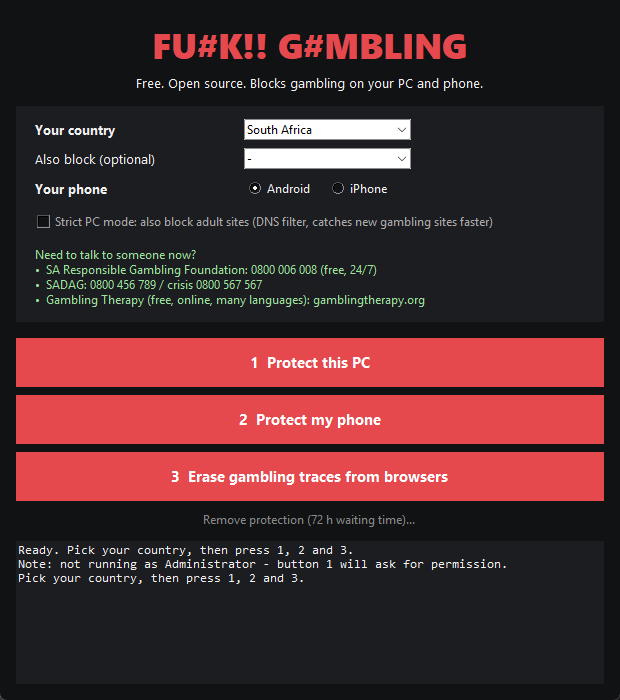 FU#K!! G#MBLING
Free. Open source. Blocks gambling on your PC and phone.
Your country South Africa
Also block (optional) -
Your phone Android iPhone
Strict PC mode: also block adult sites (DNS filter, catches new gambling sites faster)
Need to talk to someone now?
• SA Responsible Gambling Foundation: 0800 006 008 (free, 24/7)
• SADAG: 0800 456 789 / crisis 0800 567 567
• Gambling Therapy (free, online, many languages): gamblingtherapy.org
1 Protect this PC
2 Protect my phone
3 Erase gambling traces from browsers
Remove protection (72 h waiting time)...
Ready. Pick your country, then press 1, 2 and 3.
Note: not running as Administrator - button 1 will ask for permission.
Pick your country, then press 1, 2 and 3.